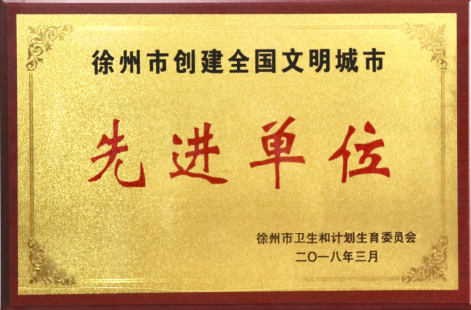 徐州市创建全国文明城市
先进单位
徐州市卫生和计划生育委员会
二〇一八年三月